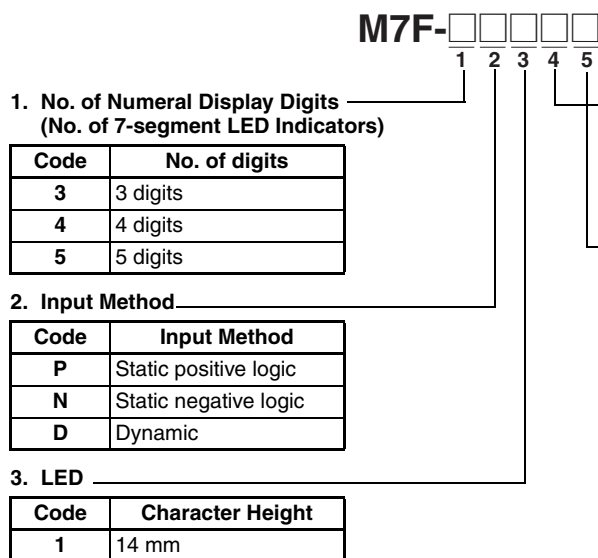 M7F-□□□□□
1 2 3 4 5
1. No. of Numeral Display Digits
(No. of 7-segment LED Indicators)
Code No. of digits
3 3 digits
4 4 digits
5 5 digits
2. Input Method
Code Input Method
P Static positive logic
N Static negative logic
D Dynamic
3. LED
Code Character Height
1 14 mm